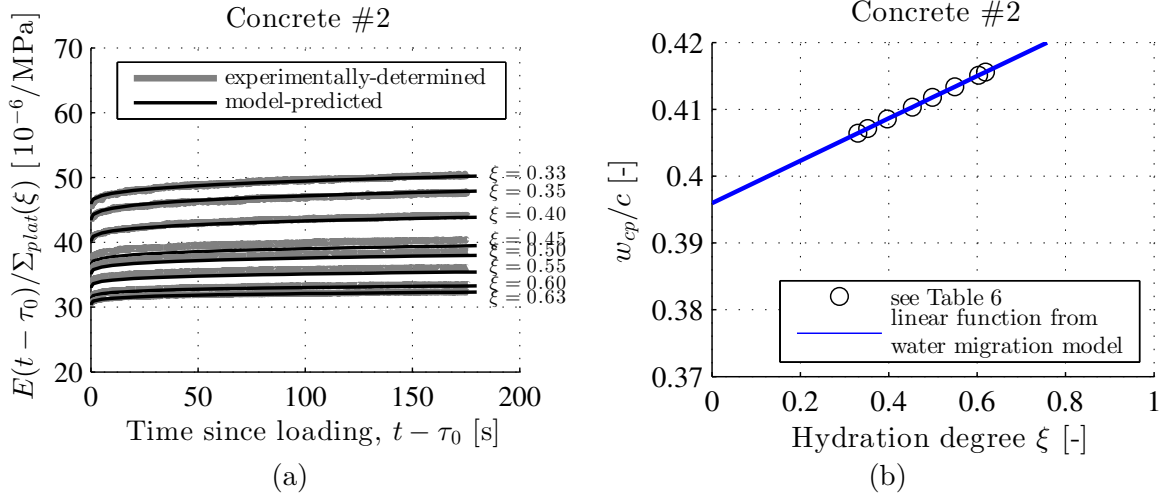 Concrete #2
E(t − τ₀)/Σ_plat(ξ) [10⁻⁶/MPa]
70
60
50
40
30
20
experimentally-determined
model-predicted
ξ = 0.33
ξ = 0.35
ξ = 0.40
ξ = 0.45
ξ = 0.50
ξ = 0.55
ξ = 0.60
ξ = 0.63
0 50 100 150 200
Time since loading, t − τ₀ [s]
(a)
Concrete #2
w_cp/c [-]
0.42
0.41
0.4
0.39
0.38
0.37
see Table 6
linear function from
water migration model
0 0.2 0.4 0.6 0.8 1
Hydration degree ξ [-]
(b)